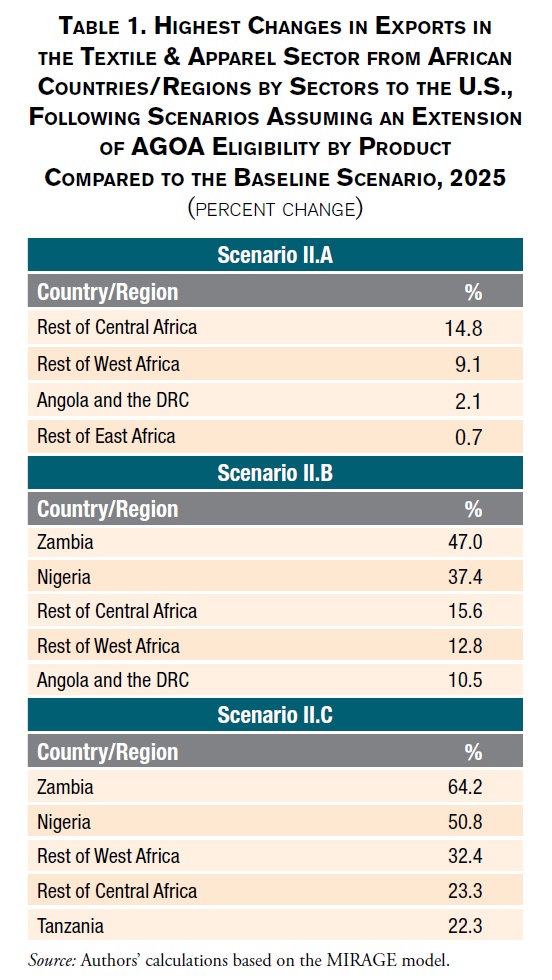 Table 1. Highest Changes in Exports in
the Textile & Apparel Sector from African
Countries/Regions by Sectors to the U.S.,
Following Scenarios Assuming an Extension
of AGOA Eligibility by Product
Compared to the Baseline Scenario, 2025
(percent change)
Scenario II.A
Country/Region %
Rest of Central Africa 14.8
Rest of West Africa 9.1
Angola and the DRC 2.1
Rest of East Africa 0.7
Scenario II.B
Country/Region %
Zambia 47.0
Nigeria 37.4
Rest of Central Africa 15.6
Rest of West Africa 12.8
Angola and the DRC 10.5
Scenario II.C
Country/Region %
Zambia 64.2
Nigeria 50.8
Rest of West Africa 32.4
Rest of Central Africa 23.3
Tanzania 22.3
Source: Authors' calculations based on the MIRAGE model.